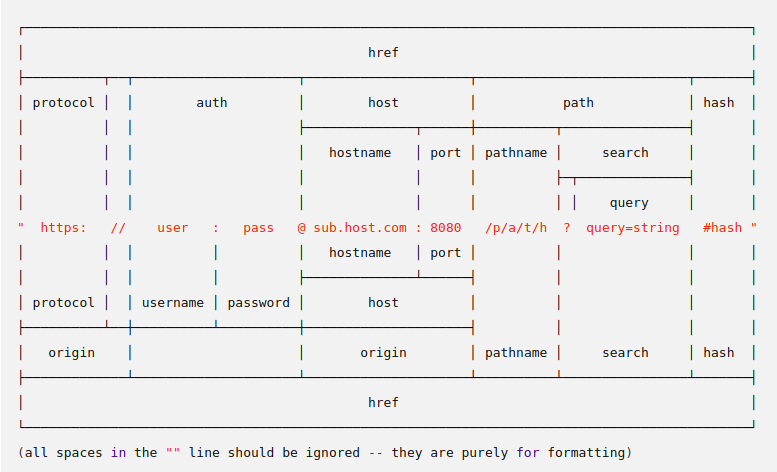 href
protocol auth host path hash
hostname port pathname search
query
" https: // user : pass @ sub.host.com : 8080 /p/a/t/h ? query=string #hash "
hostname port
protocol username password host
origin origin pathname search hash
href
(all spaces in the "" line should be ignored -- they are purely for formatting)